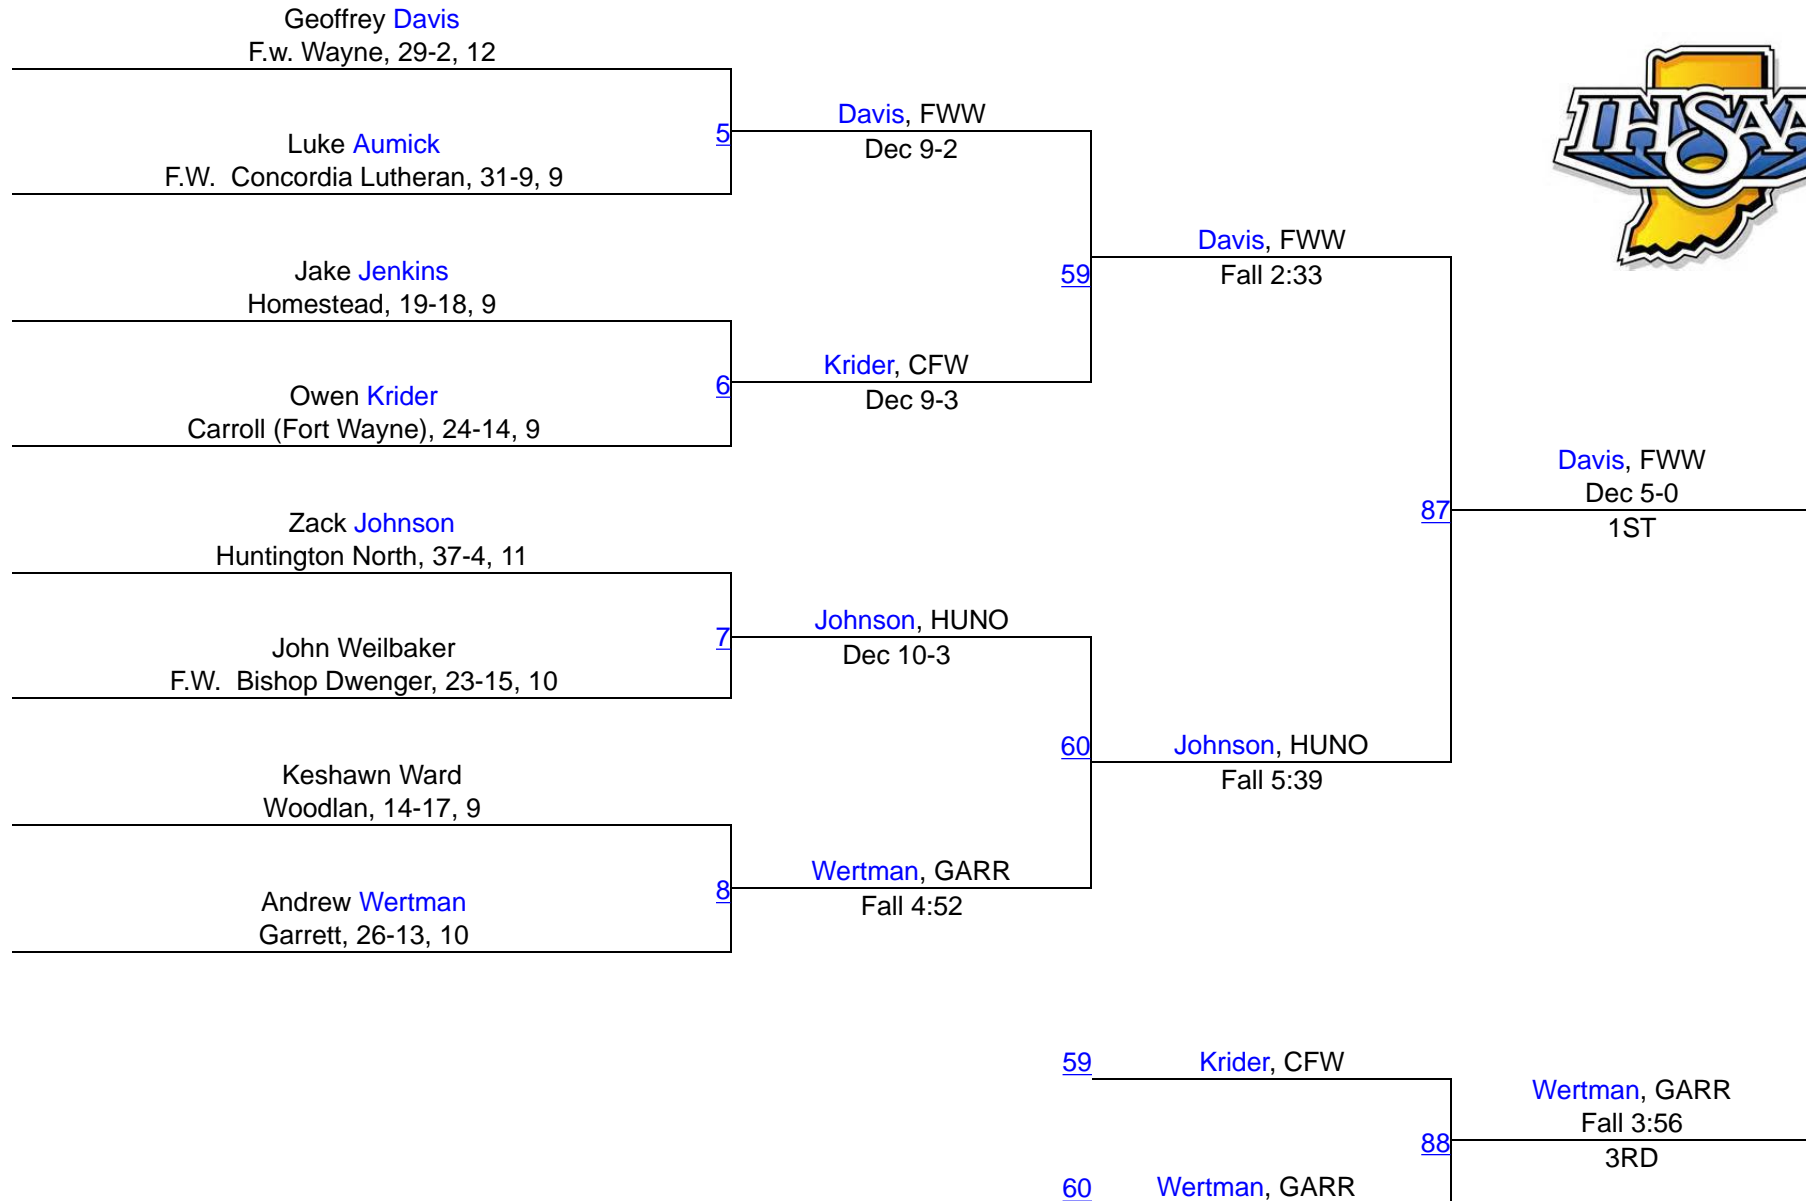 Geoffrey Davis
F.w. Wayne, 29-2, 12
Luke Aumick
F.W.  Concordia Lutheran, 31-9, 9
5
Davis, FWW
Dec 9-2
Jake Jenkins
Homestead, 19-18, 9
Owen Krider
Carroll (Fort Wayne), 24-14, 9
6
Krider, CFW
Dec 9-3
59
Davis, FWW
Fall 2:33
Zack Johnson
Huntington North, 37-4, 11
John Weilbaker
F.W.  Bishop Dwenger, 23-15, 10
7
Johnson, HUNO
Dec 10-3
Keshawn Ward
Woodlan, 14-17, 9
Andrew Wertman
Garrett, 26-13, 10
8
Wertman, GARR
Fall 4:52
60
Johnson, HUNO
Fall 5:39
87
Davis, FWW
Dec 5-0
1ST
IHSAA
59
Krider, CFW
60
Wertman, GARR
88
Wertman, GARR
Fall 3:56
3RD